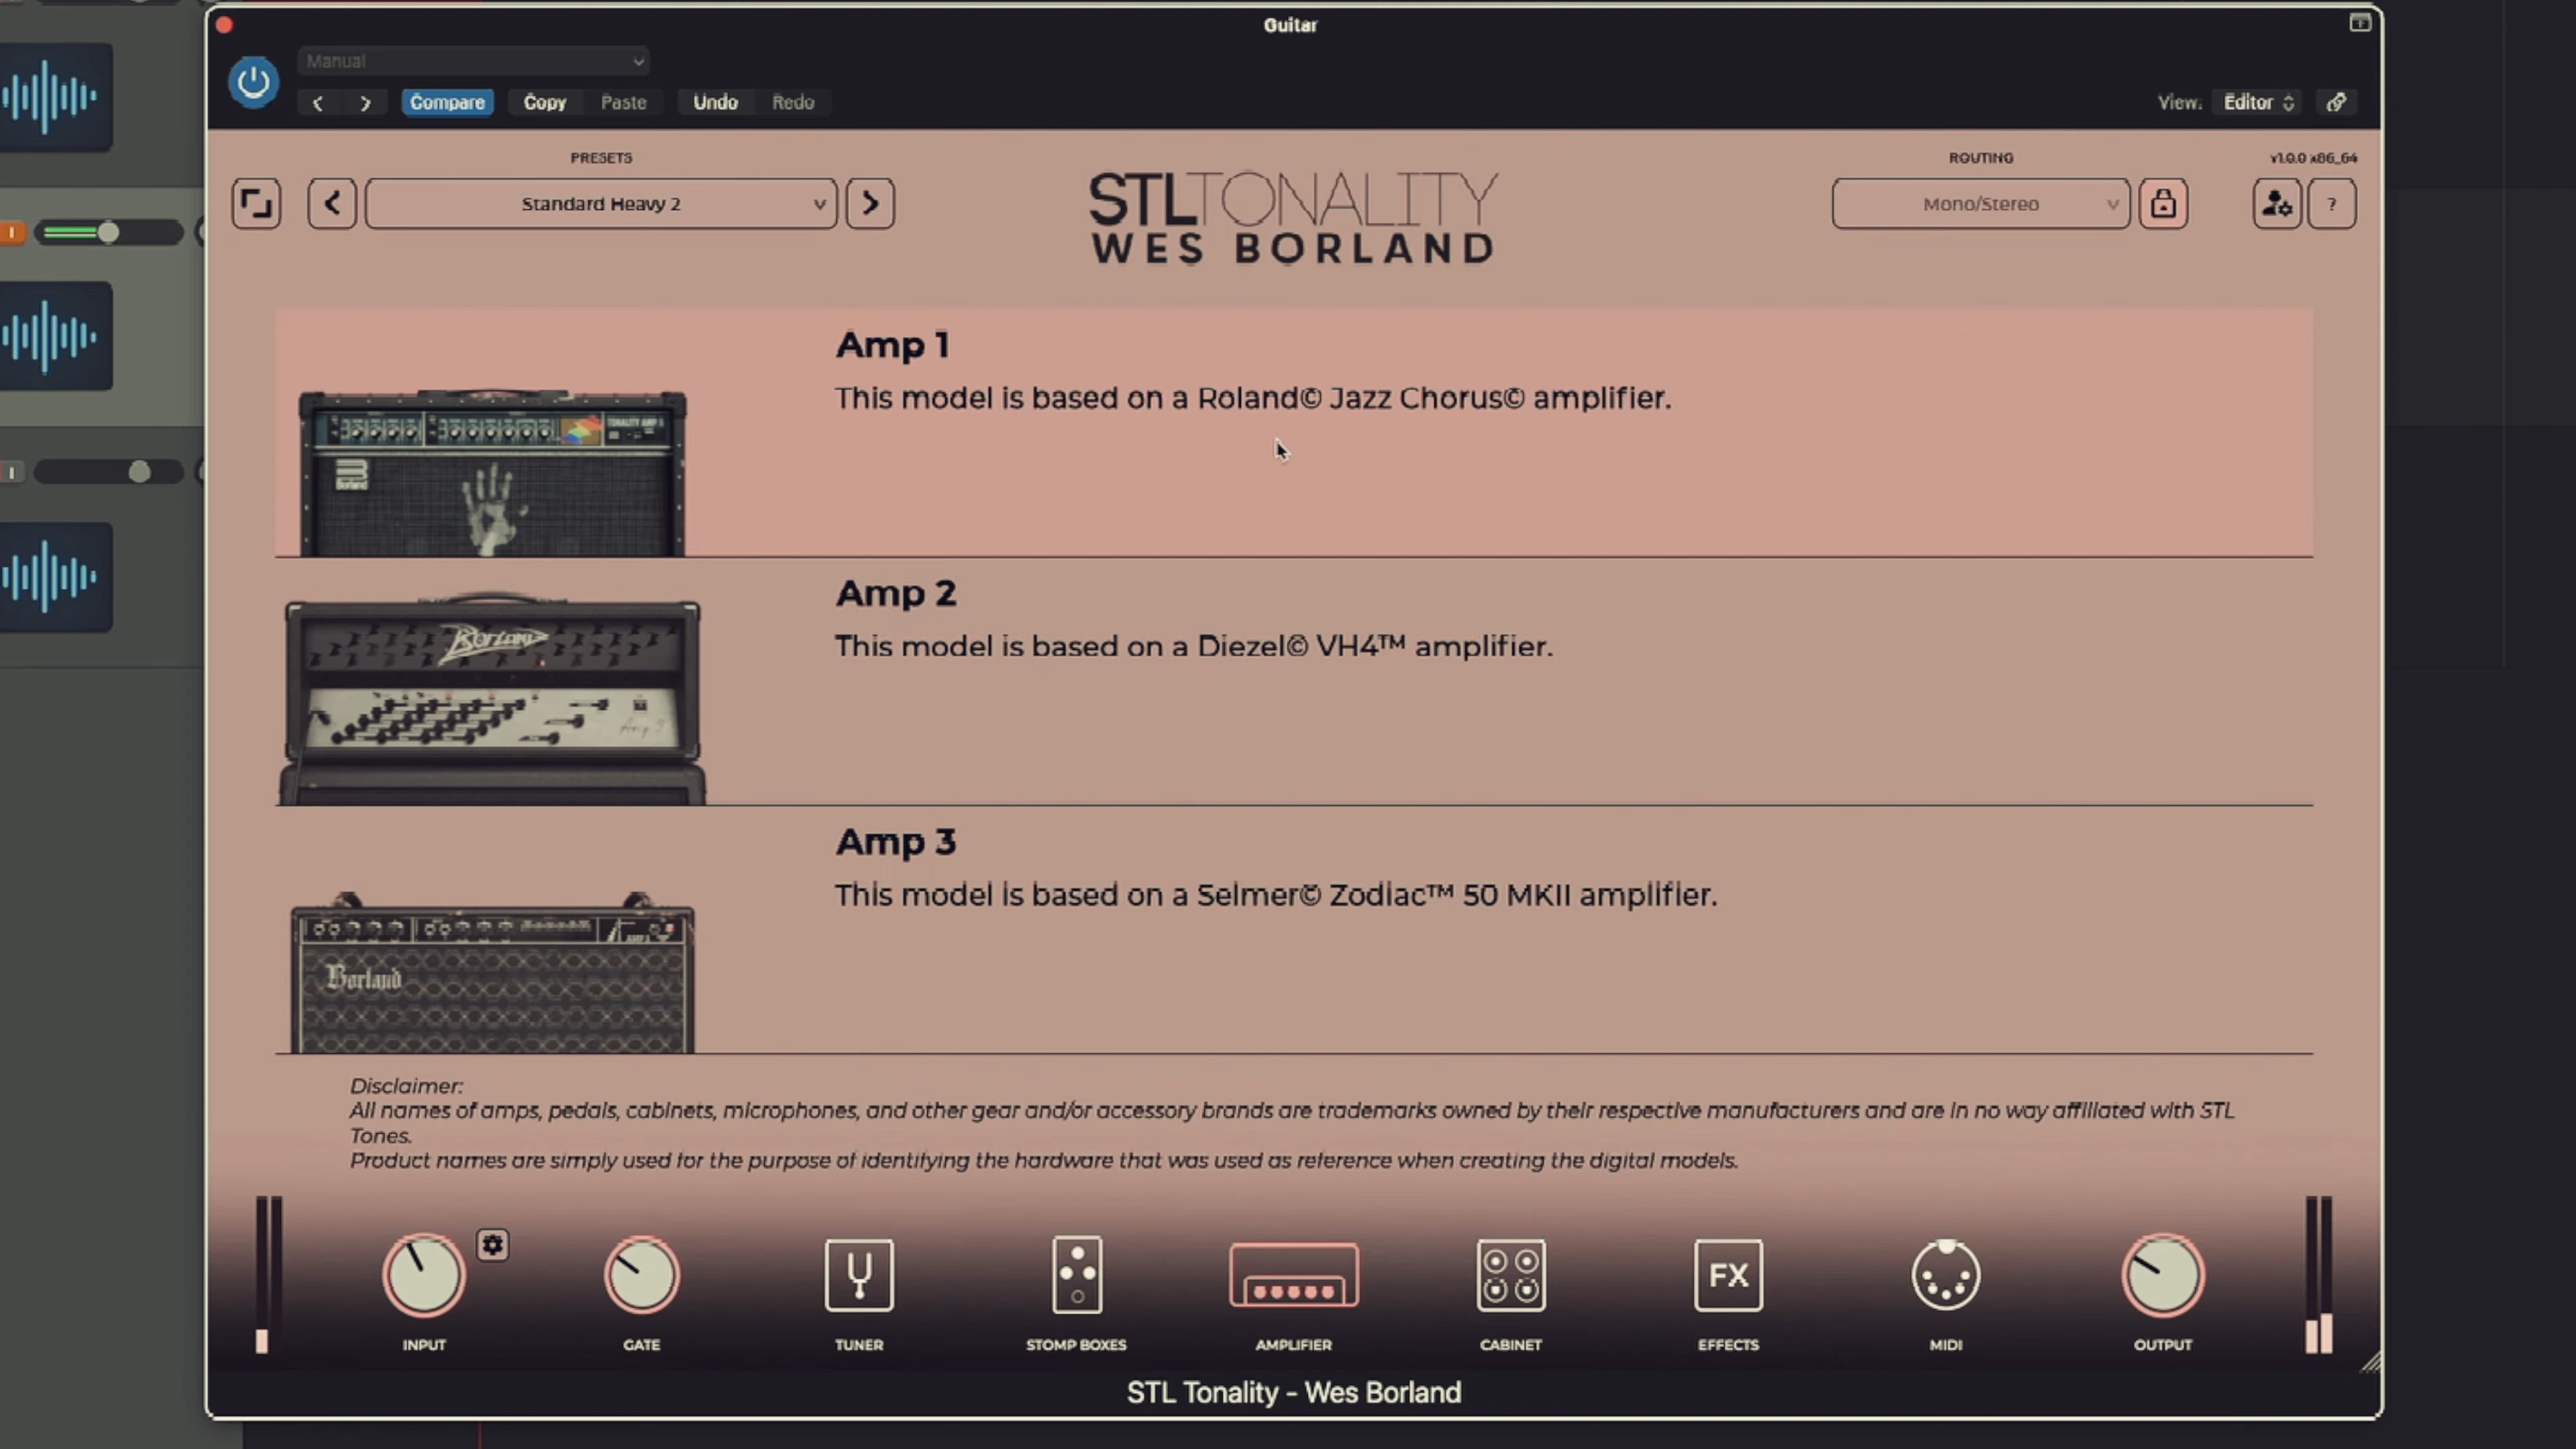 Guitar
Manual
Compare Copy Paste Undo Redo
View: Editor
PRESETS
ROUTING
v1.0.0 x86_64
Standard Heavy 2
STLTONALITY
WES BORLAND
Mono/Stereo
?
Amp 1
This model is based on a Roland© Jazz Chorus© amplifier.
TONALITY AMP
Borland
Amp 2
This model is based on a Diezel© VH4™ amplifier.
Borland
Amp 3
This model is based on a Selmer© Zodiac™ 50 MKII amplifier.
Borland
Disclaimer:
All names of amps, pedals, cabinets, microphones, and other gear and/or accessory brands are trademarks owned by their respective manufacturers and are in no way affiliated with STL
Tones.
Product names are simply used for the purpose of identifying the hardware that was used as reference when creating the digital models.
FX
INPUT GATE TUNER STOMP BOXES AMPLIFIER CABINET EFFECTS MIDI OUTPUT
STL Tonality - Wes Borland